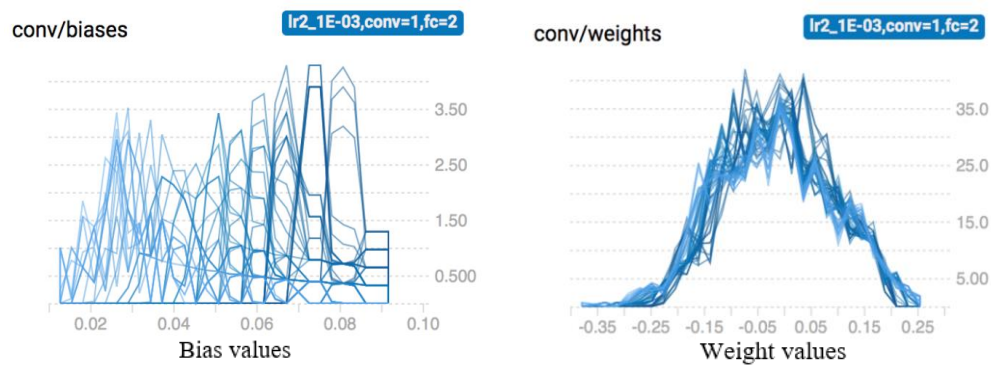 conv/biases
lr2_1E-03,conv=1,fc=2
3.50
2.50
1.50
0.500
0.02 0.04 0.06 0.08 0.10
Bias values
conv/weights
lr2_1E-03,conv=1,fc=2
35.0
25.0
15.0
5.00
-0.35 -0.25 -0.15 -0.05 0.05 0.15 0.25
Weight values